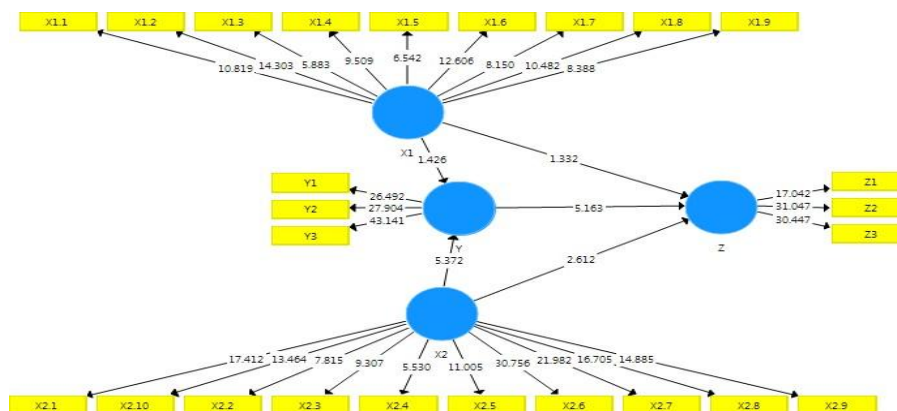 X1.1 X1.2 X1.3 X1.4 X1.5 X1.6 X1.7 X1.8 X1.9
10.819 14.303 5.883 9.509 6.542 12.606 8.150 10.482 8.388
X1
1.426
1.332
Y1
Y2
Y3
26.492
27.904
43.141
Y
5.163
Z
17.042
31.047
30.447
Z1
Z2
Z3
5.372
2.612
X2
17.412 13.464 7.815 9.307 5.530 11.005 30.756 21.982 16.705 14.885
X2.1 X2.10 X2.2 X2.3 X2.4 X2.5 X2.6 X2.7 X2.8 X2.9